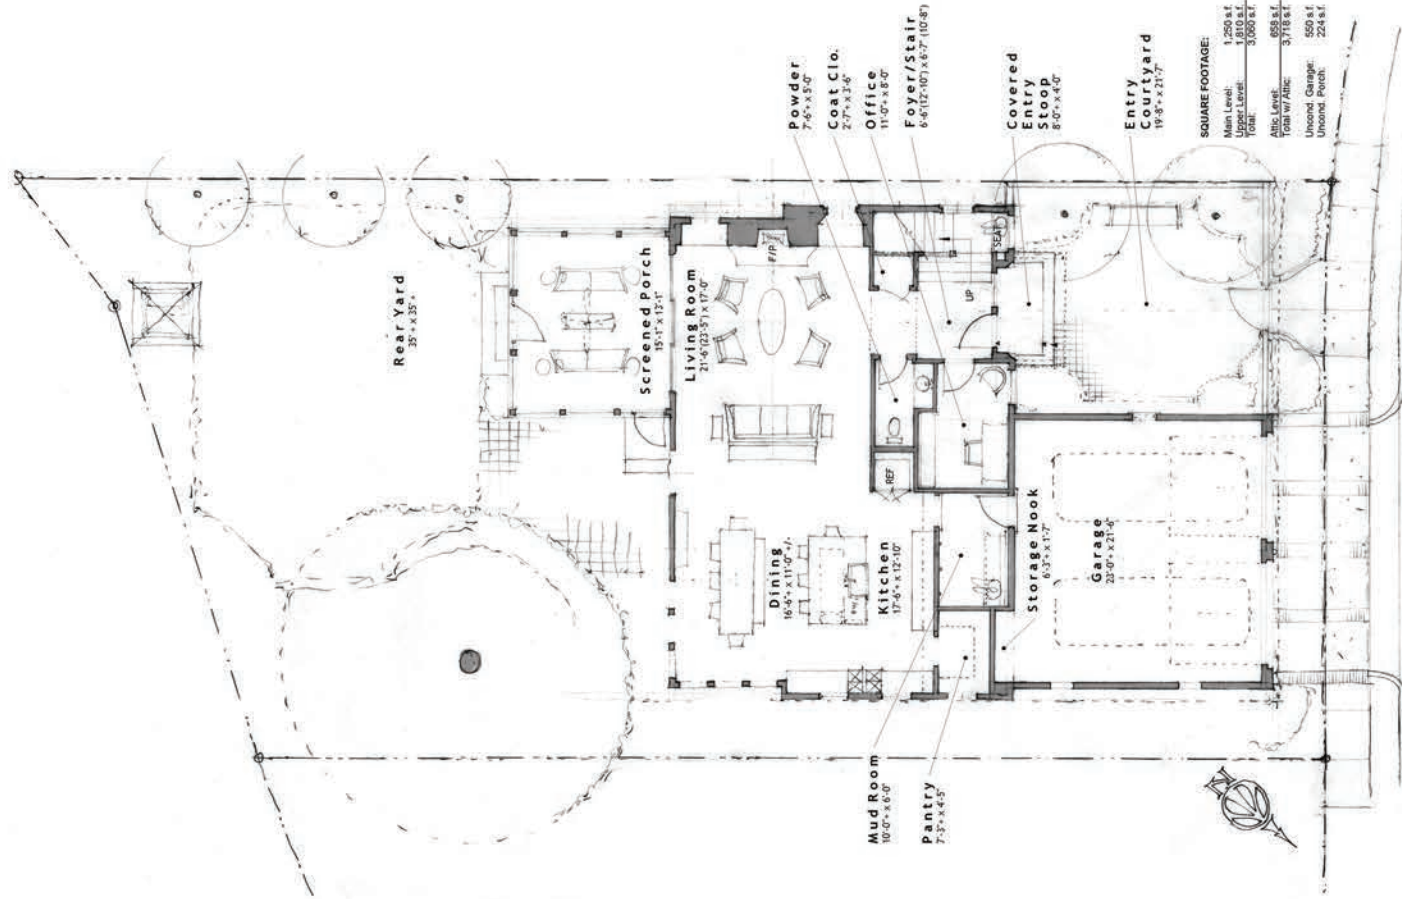 Rear Yard
35'+ x 35'+
Screened Porch
15'-1" x 13'-1"
Living Room
21'-6"(23'-5") x 17'-0"
F/P
Dining
16'-6"+ x 11'-0" +/-
Kitchen
17'-6"+ x 12'-10"
REF
Mud Room
10'-0"+ x 6'-0"
Pantry
7'-3"+ x 4'-5"
Storage Nook
6'-3"+ x 1'-7"
Garage
23'-0"+ x 21'-6"
UP
SEAT
Powder
7'-6"+ x 5'-0"
Coat Clo.
2'-7"+ x 3'-6"
Office
11'-0"+ x 8'-0"
Foyer/Stair
6'-6"(12'-10") x 6'-7" (10'-8")
Covered
Entry
Stoop
8'-0"+ x 4'-0"
Entry
Courtyard
19'-8"+ x 21'-7"
SQUARE FOOTAGE:
Main Level: 1,250 s.f.
Upper Level: 1,810 s.f.
Total: 3,060 s.f.
Attic Level: 658 s.f.
Total w/ Attic: 3,718 s.f.
Uncond. Garage: 550 s.f.
Uncond. Porch: 224 s.f.
N